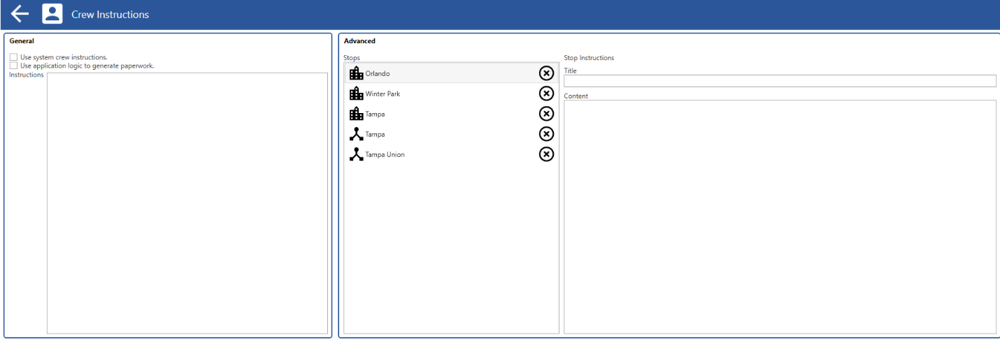 Crew Instructions
General
Use system crew instructions.
Use application logic to generate paperwork.
Instructions
Advanced
Stops
Orlando
Winter Park
Tampa
Tampa
Tampa Union
Stop Instructions
Title
Content